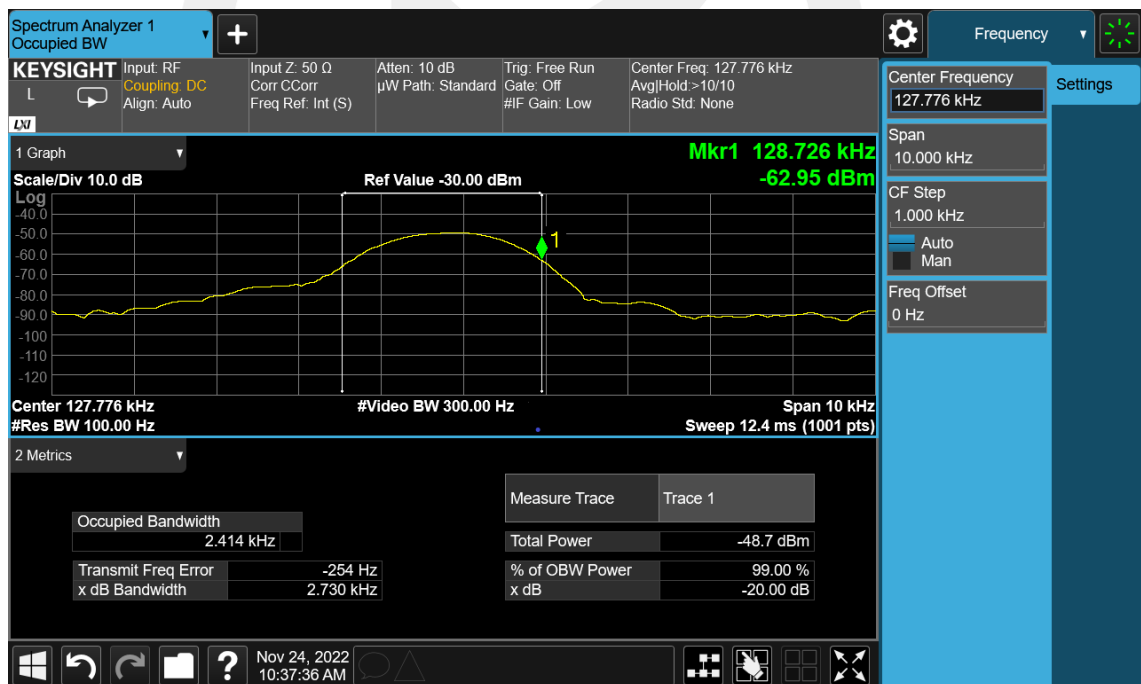 Spectrum Analyzer 1
Occupied BW
+
Frequency
KEYSIGHT
L
LXI
Input: RF
Coupling: DC
Align: Auto
Input Z: 50 Ω
Corr CCorr
Freq Ref: Int (S)
Atten: 10 dB
µW Path: Standard
Trig: Free Run
Gate: Off
#IF Gain: Low
Center Freq: 127.776 kHz
Avg|Hold:>10/10
Radio Std: None
Center Frequency
127.776 kHz
Settings
Span
10.000 kHz
CF Step
1.000 kHz
Auto
Man
Freq Offset
0 Hz
1 Graph
Mkr1 128.726 kHz
Scale/Div 10.0 dB
Ref Value -30.00 dBm
-62.95 dBm
Log
-40.0
-50.0
1
-60.0
-70.0
-80.0
-90.0
-100
-110
-120
Center 127.776 kHz
#Video BW 300.00 Hz
Span 10 kHz
#Res BW 100.00 Hz
Sweep 12.4 ms (1001 pts)
2 Metrics
Measure Trace
Trace 1
Occupied Bandwidth
2.414 kHz
Total Power
-48.7 dBm
Transmit Freq Error
-254 Hz
% of OBW Power
99.00 %
x dB Bandwidth
2.730 kHz
x dB
-20.00 dB
?
Nov 24, 2022
10:37:36 AM